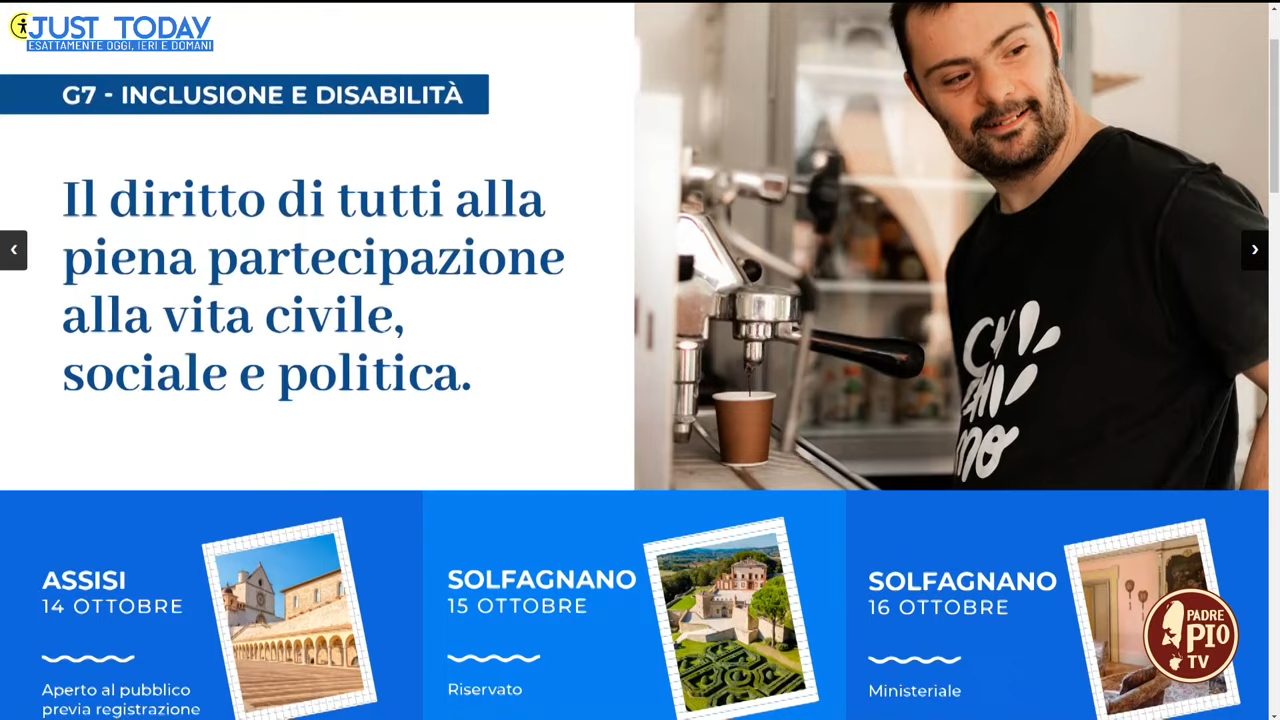 JUST TODAY
ESATTAMENTE OGGI, IERI E DOMANI
G7 - INCLUSIONE E DISABILITÀ
Il diritto di tutti alla
piena partecipazione
alla vita civile,
sociale e politica.
ASSISI
14 OTTOBRE
Aperto al pubblico
previa registrazione
SOLFAGNANO
15 OTTOBRE
Riservato
SOLFAGNANO
16 OTTOBRE
Ministeriale
PADRE
PIO
TV